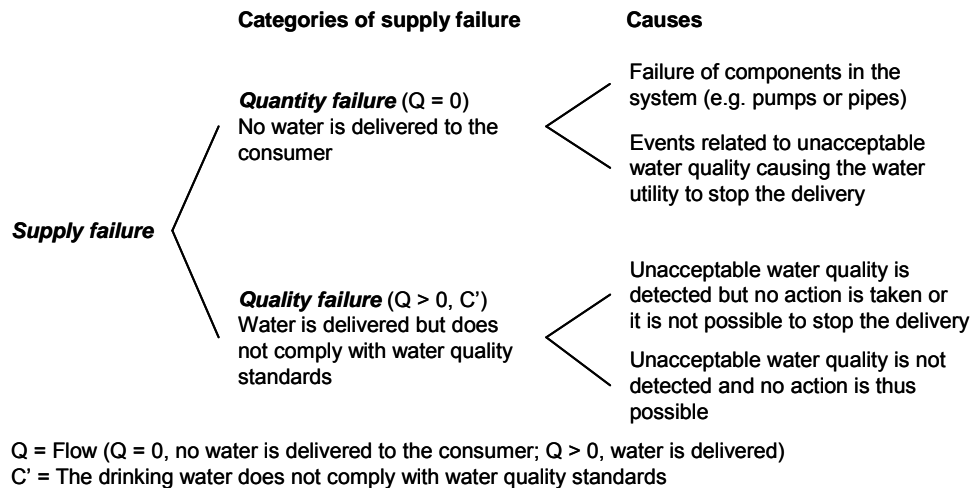 Categories of supply failure
Causes
Quantity failure (Q = 0)
No water is delivered to the
consumer
Failure of components in the
system (e.g. pumps or pipes)
Events related to unacceptable
water quality causing the water
utility to stop the delivery
Supply failure
Quality failure (Q > 0, C’)
Water is delivered but does
not comply with water quality
standards
Unacceptable water quality is
detected but no action is taken or
it is not possible to stop the delivery
Unacceptable water quality is not
detected and no action is thus
possible
Q = Flow (Q = 0, no water is delivered to the consumer; Q > 0, water is delivered)
C’ = The drinking water does not comply with water quality standards